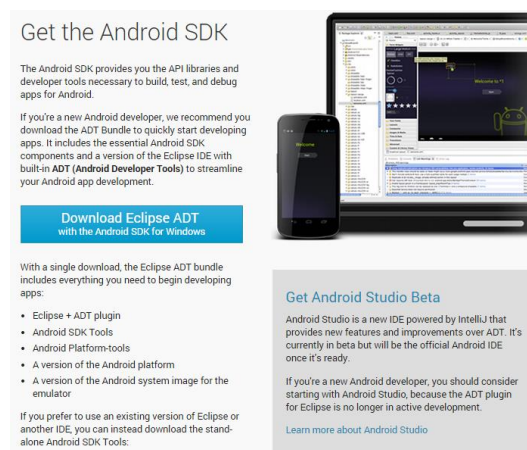 Get the Android SDK
The Android SDK provides you the API libraries and
developer tools necessary to build, test, and debug
apps for Android.
If you're a new Android developer, we recommend you
download the ADT Bundle to quickly start developing
apps. It includes the essential Android SDK
components and a version of the Eclipse IDE with
built-in ADT (Android Developer Tools) to streamline
your Android app development.
Download Eclipse ADT
with the Android SDK for Windows
With a single download, the Eclipse ADT bundle
includes everything you need to begin developing
apps:
• Eclipse + ADT plugin
• Android SDK Tools
• Android Platform-tools
• A version of the Android platform
• A version of the Android system image for the
emulator
If you prefer to use an existing version of Eclipse or
another IDE, you can instead download the stand-
alone Android SDK Tools:
Welcome
Get Android Studio Beta
Android Studio is a new IDE powered by IntelliJ that
provides new features and improvements over ADT. It's
currently in beta but will be the official Android IDE
once it's ready.
If you're a new Android developer, you should consider
starting with Android Studio, because the ADT plugin
for Eclipse is no longer in active development.
Learn more about Android Studio